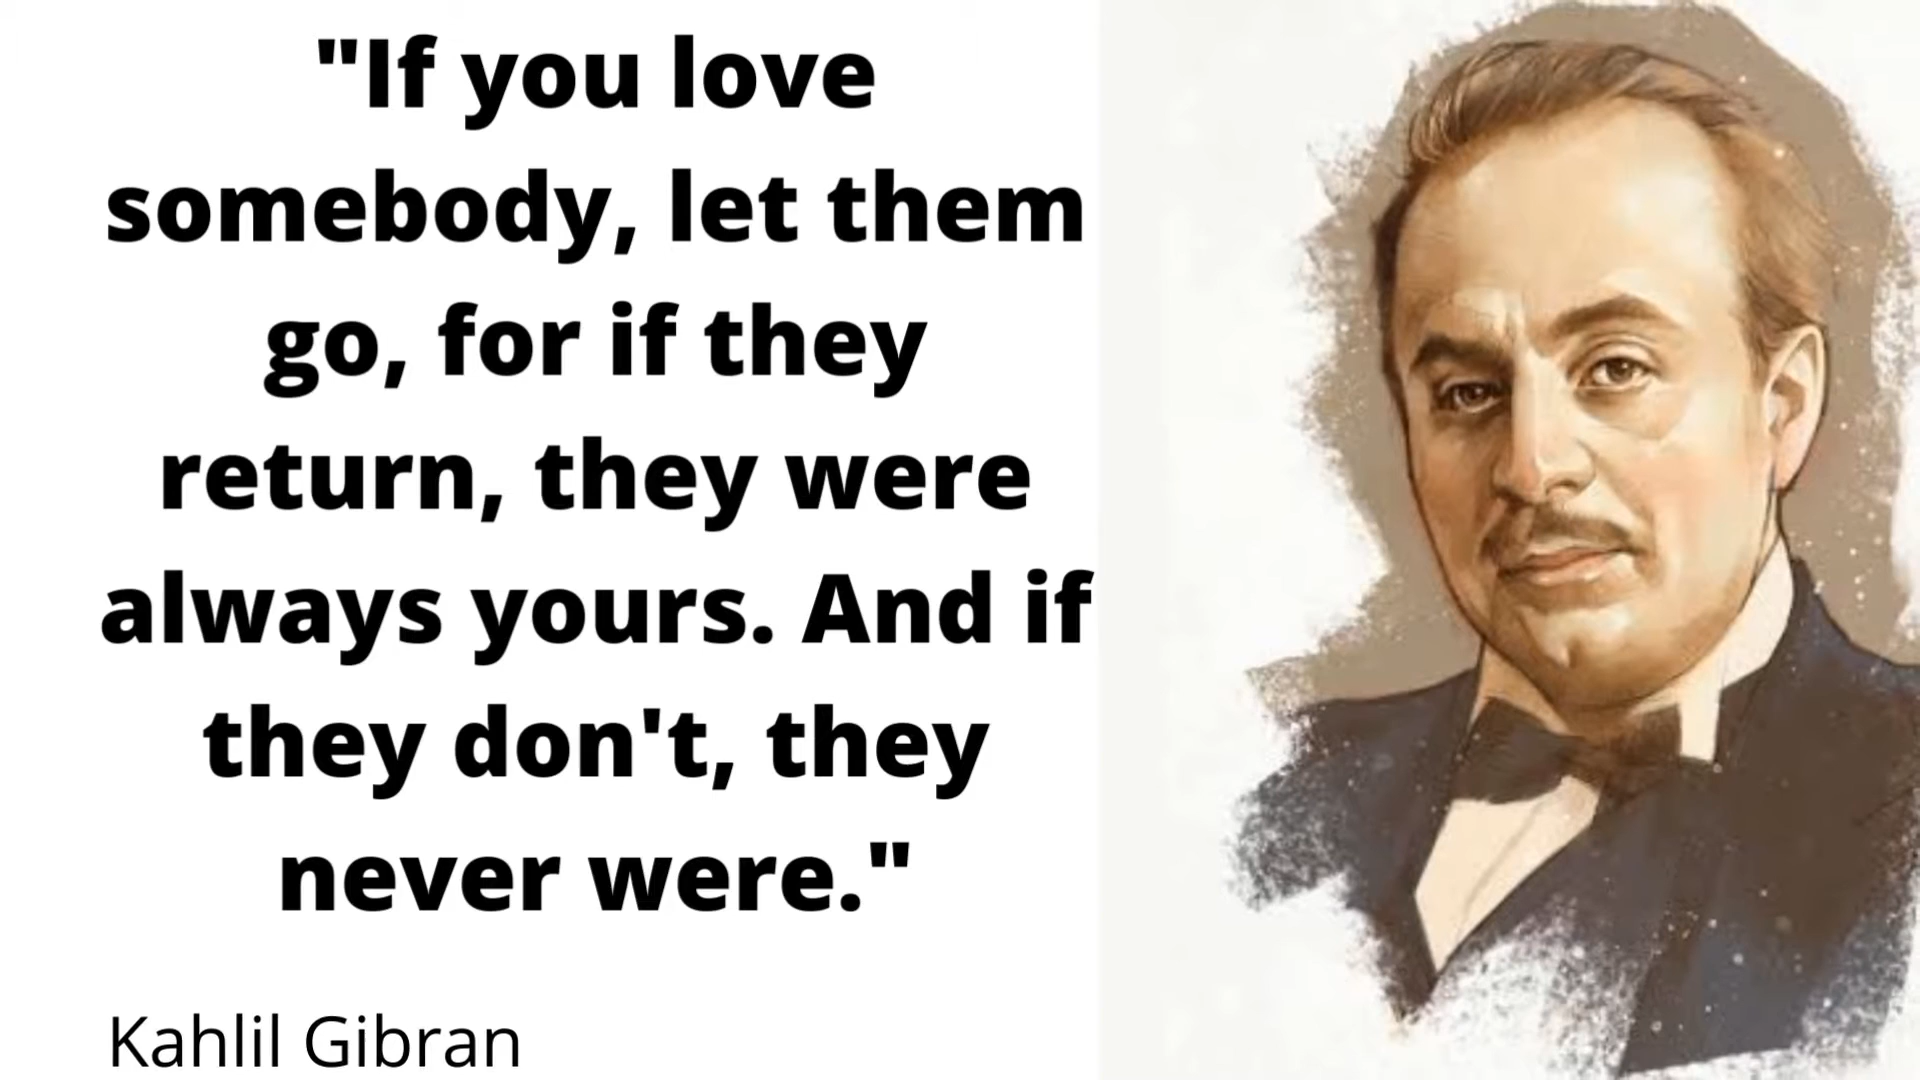 "If you love
somebody, let them
go, for if they
return, they were
always yours. And if
they don't, they
never were."
Kahlil Gibran